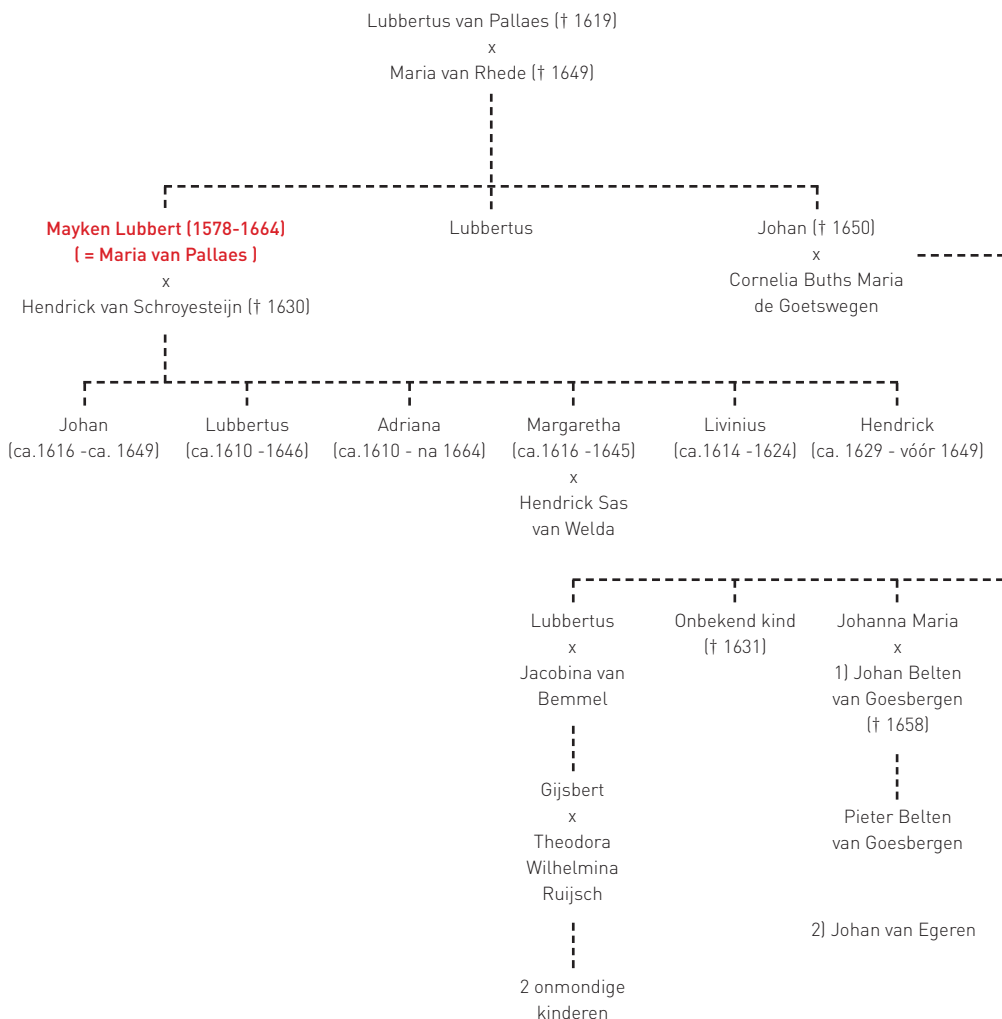 Lubbertus van Pallaes († 1619)
x
Maria van Rhede († 1649)
Mayken Lubbert (1578-1664)
( = Maria van Pallaes )
x
Hendrick van Schroyesteijn († 1630)
Lubbertus
Johan († 1650)
x
Cornelia Buths Maria
de Goetswegen
Johan
(ca.1616 -ca. 1649)
Lubbertus
(ca.1610 -1646)
Adriana
(ca.1610 - na 1664)
Margaretha
(ca.1616 -1645)
x
Hendrick Sas
van Welda
Livinius
(ca.1614 -1624)
Hendrick
(ca. 1629 - vóór 1649)
Lubbertus
x
Jacobina van
Bemmel
Onbekend kind
(† 1631)
Johanna Maria
x
1) Johan Belten
van Goesbergen
(† 1658)
Gijsbert
x
Theodora
Wilhelmina
Ruijsch
Pieter Belten
van Goesbergen
2) Johan van Egeren
2 onmondige
kinderen